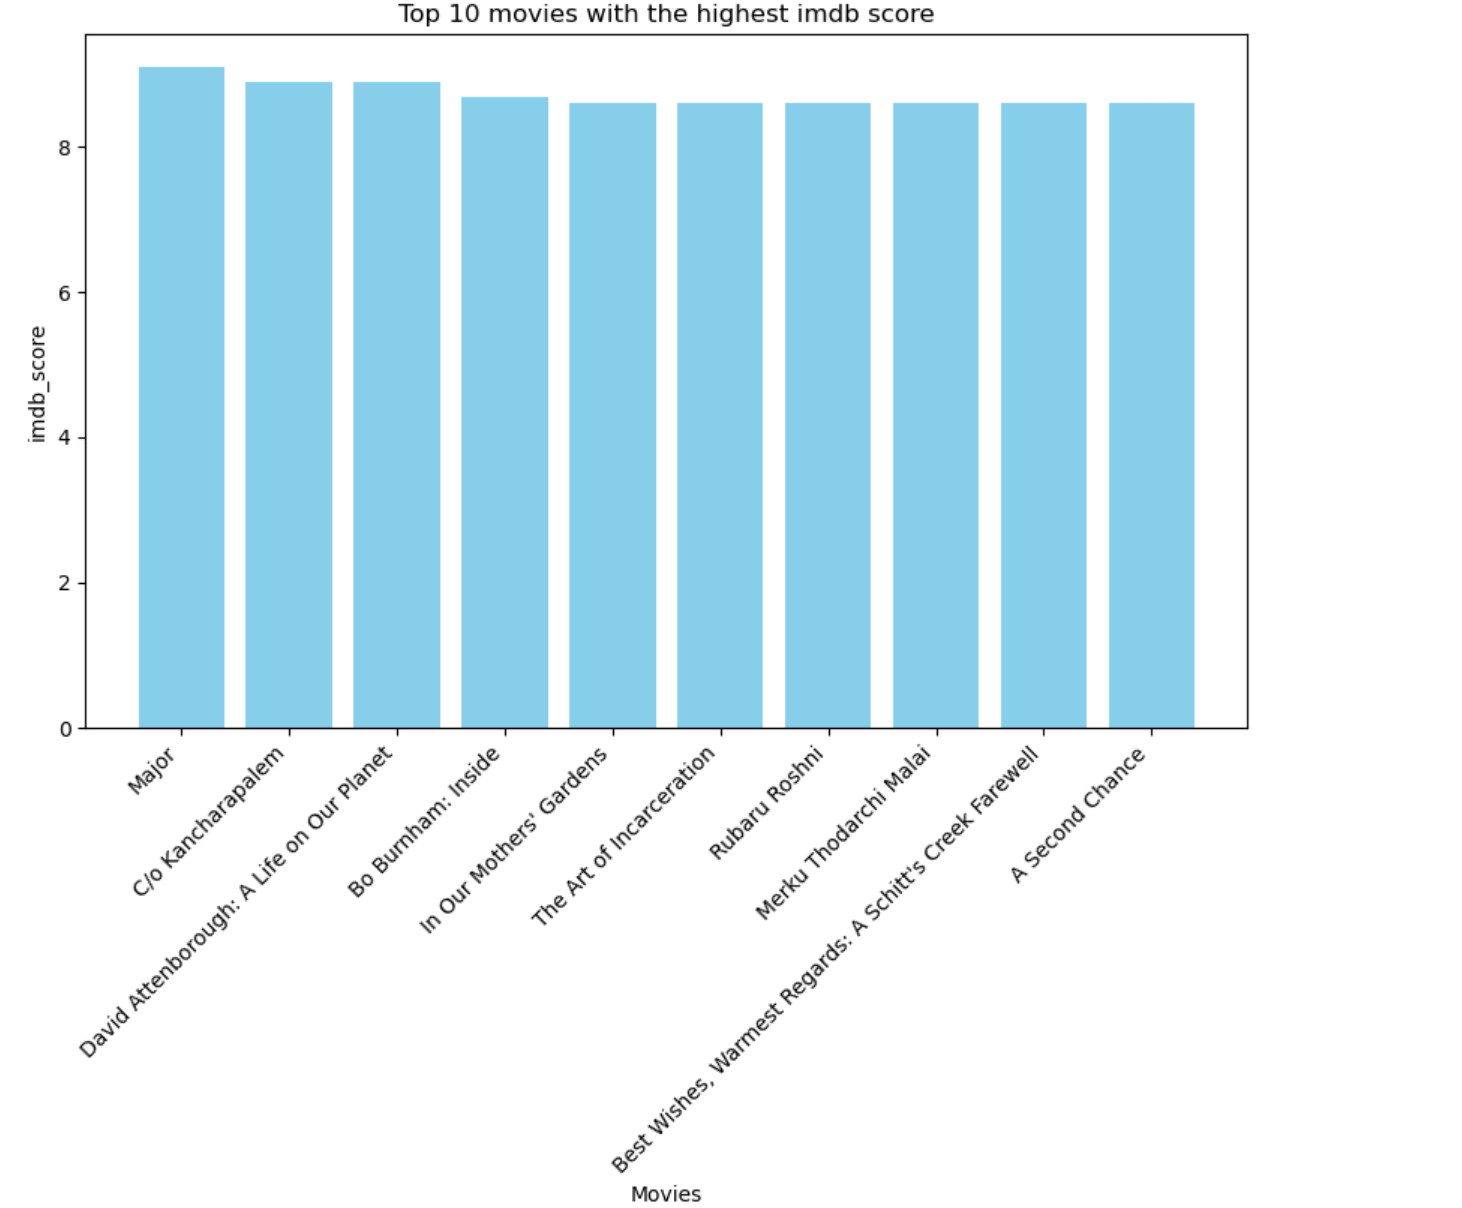 Top 10 movies with the highest imdb score
imdb_score
8
6
4
2
0
Major
C/o Kancharapalem
David Attenborough: A Life on Our Planet
Bo Burnham: Inside
In Our Mothers' Gardens
The Art of Incarceration
Rubaru Roshni
Merku Thodarchi Malai
Best Wishes, Warmest Regards: A Schitt's Creek Farewell
A Second Chance
Movies